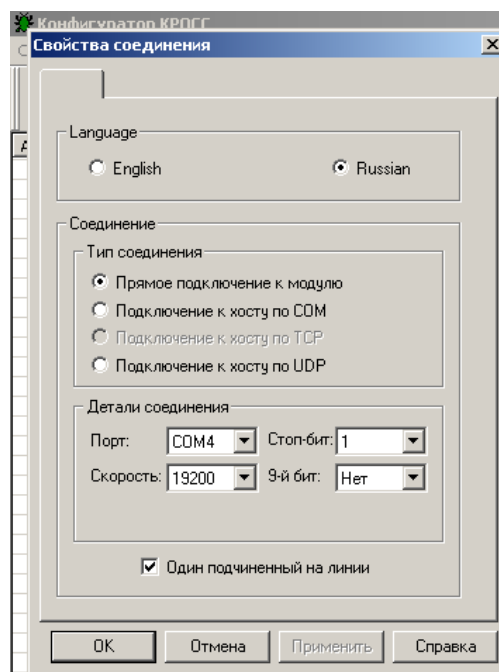 Конфигуратор КРОСС
Свойства соединения
Language
English
Russian
Соединение
Тип соединения
Прямое подключение к модулю
Подключение к хосту по COM
Подключение к хосту по TCP
Подключение к хосту по UDP
Детали соединения
Порт: COM4 Стоп-бит: 1
Скорость: 19200 9-й бит: Нет
Один подчиненный на линии
OK Отмена Применить Справка